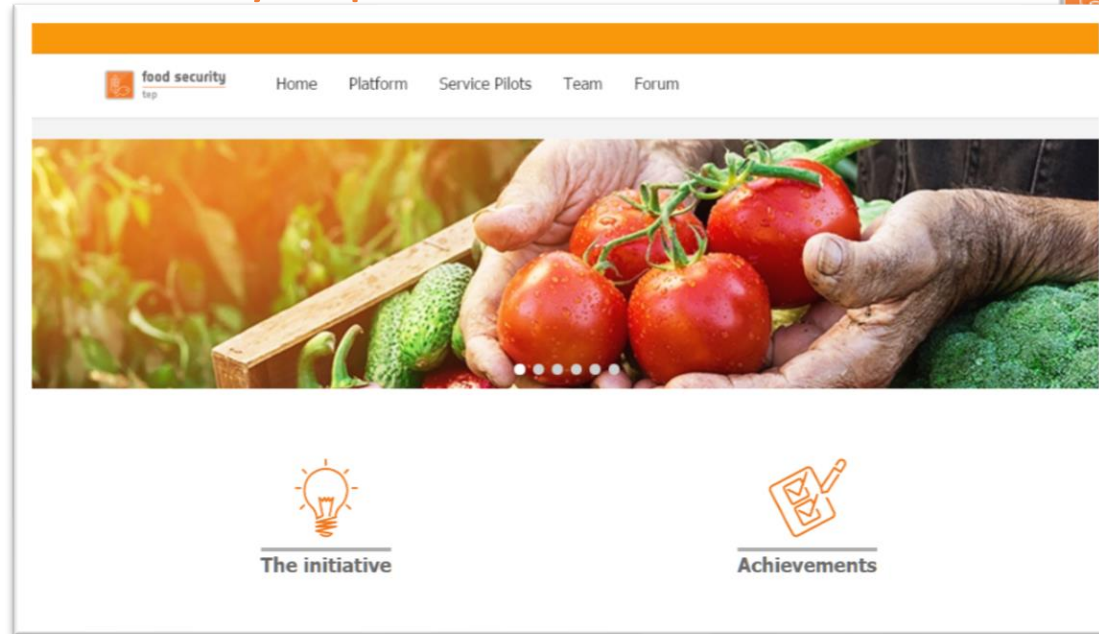 food security
tep
Home Platform Service Pilots Team Forum
The initiative Achievements